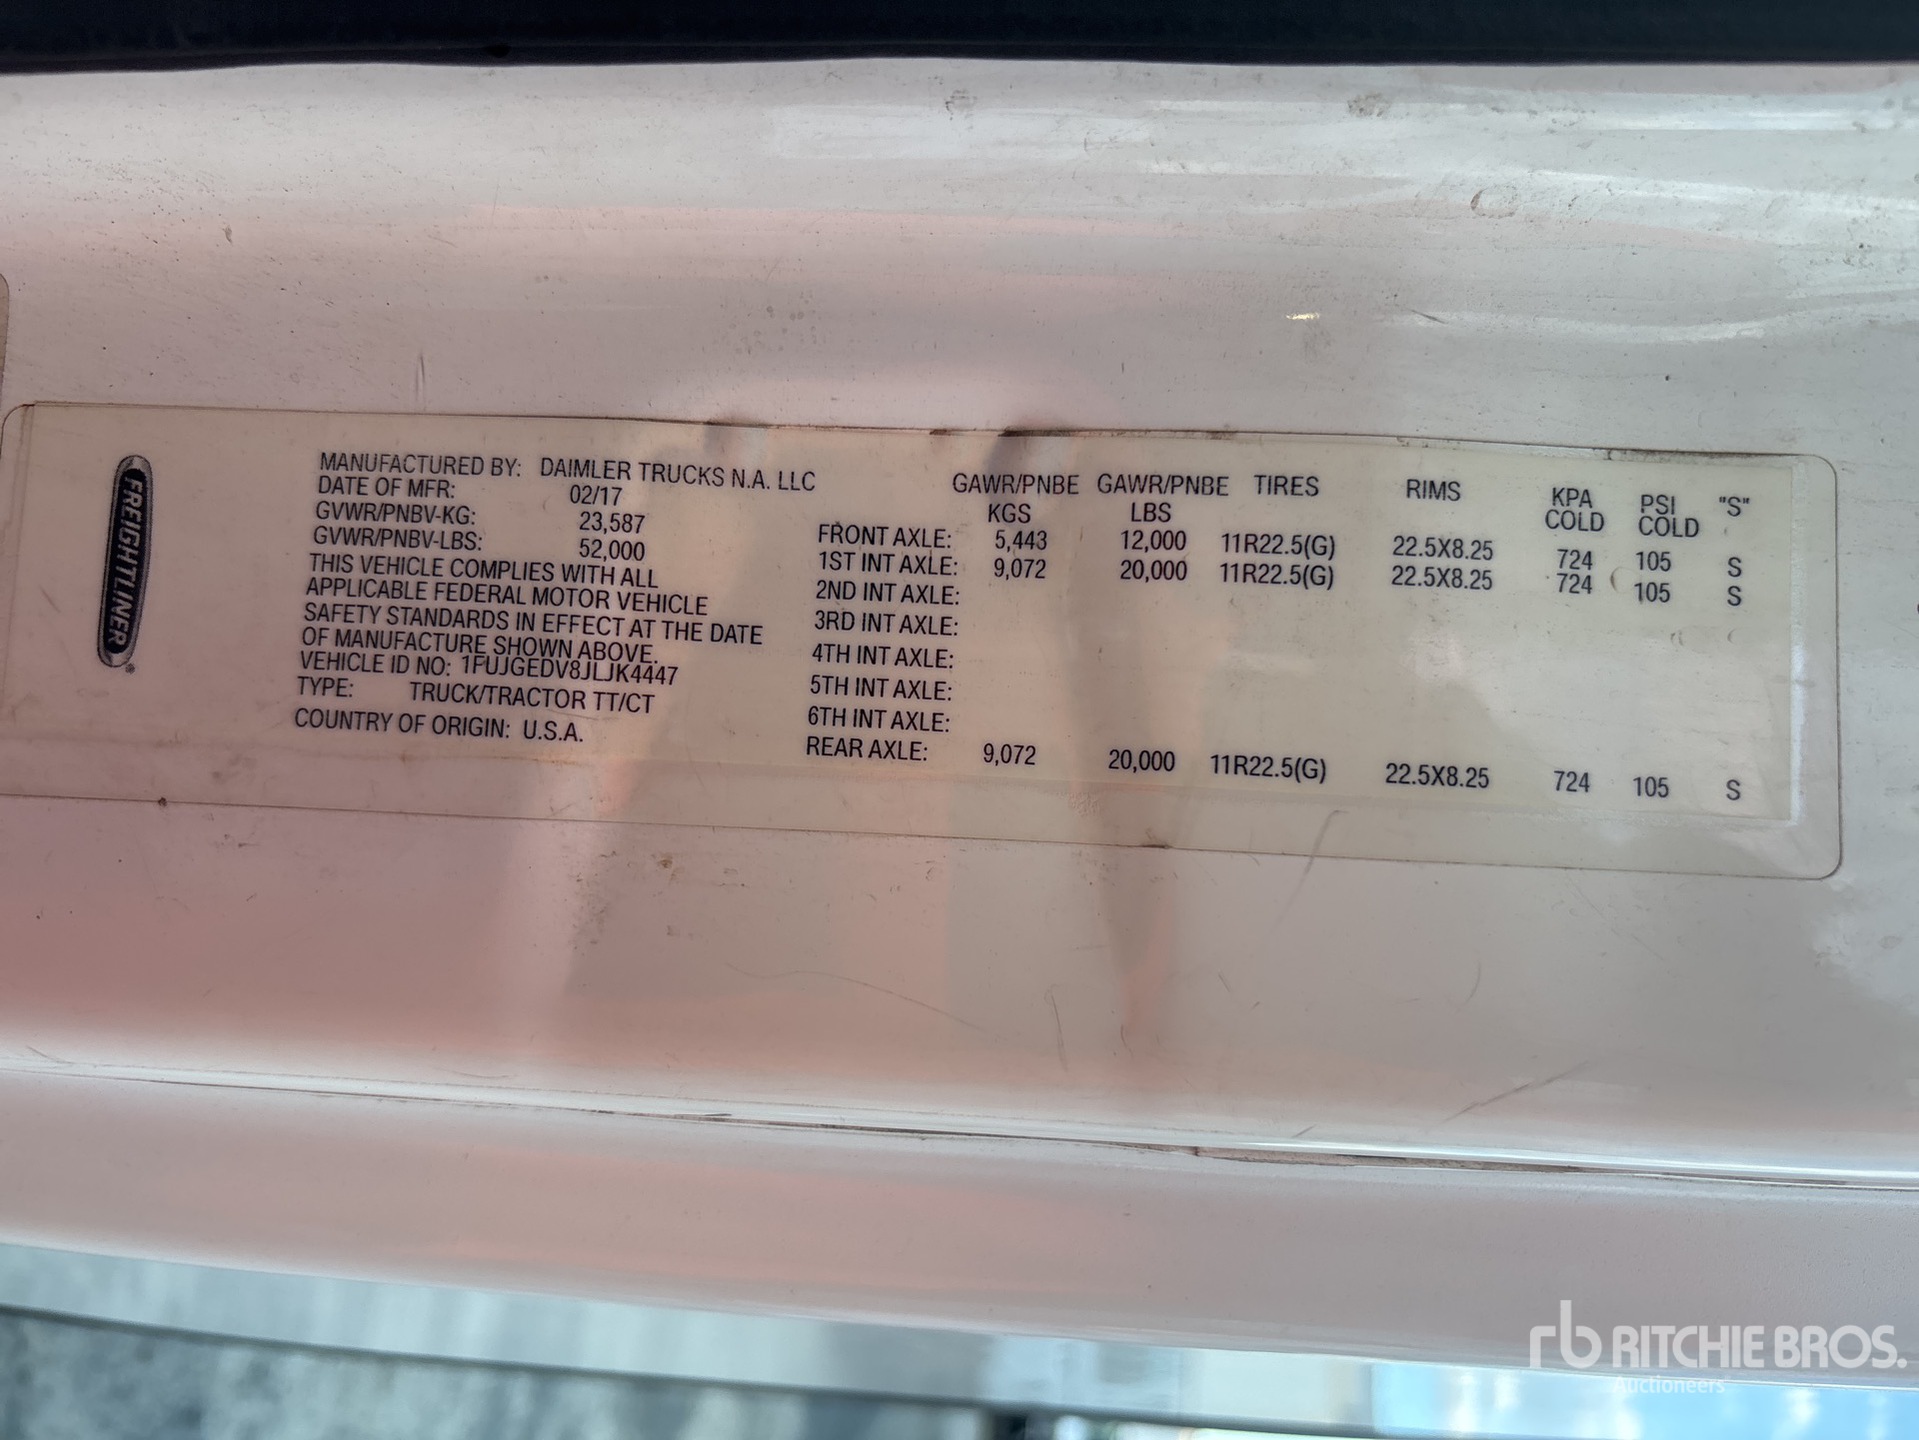 FREIGHTLINER®
MANUFACTURED BY: DAIMLER TRUCKS N.A. LLC
DATE OF MFR: 02/17
GVWR/PNBV-KG: 23,587
GVWR/PNBV-LBS: 52,000
THIS VEHICLE COMPLIES WITH ALL
APPLICABLE FEDERAL MOTOR VEHICLE
SAFETY STANDARDS IN EFFECT AT THE DATE
OF MANUFACTURE SHOWN ABOVE.
VEHICLE ID NO: 1FUJGEDV8JLJK4447
TYPE: TRUCK/TRACTOR TT/CT
COUNTRY OF ORIGIN: U.S.A.
GAWR/PNBE GAWR/PNBE TIRES RIMS KPA PSI "S"
KGS LBS COLD COLD
FRONT AXLE: 5,443 12,000 11R22.5(G) 22.5X8.25 724 105 S
1ST INT AXLE: 9,072 20,000 11R22.5(G) 22.5X8.25 724 105 S
2ND INT AXLE:
3RD INT AXLE:
4TH INT AXLE:
5TH INT AXLE:
6TH INT AXLE:
REAR AXLE: 9,072 20,000 11R22.5(G) 22.5X8.25 724 105 S
rb RITCHIE BROS.
Auctioneers